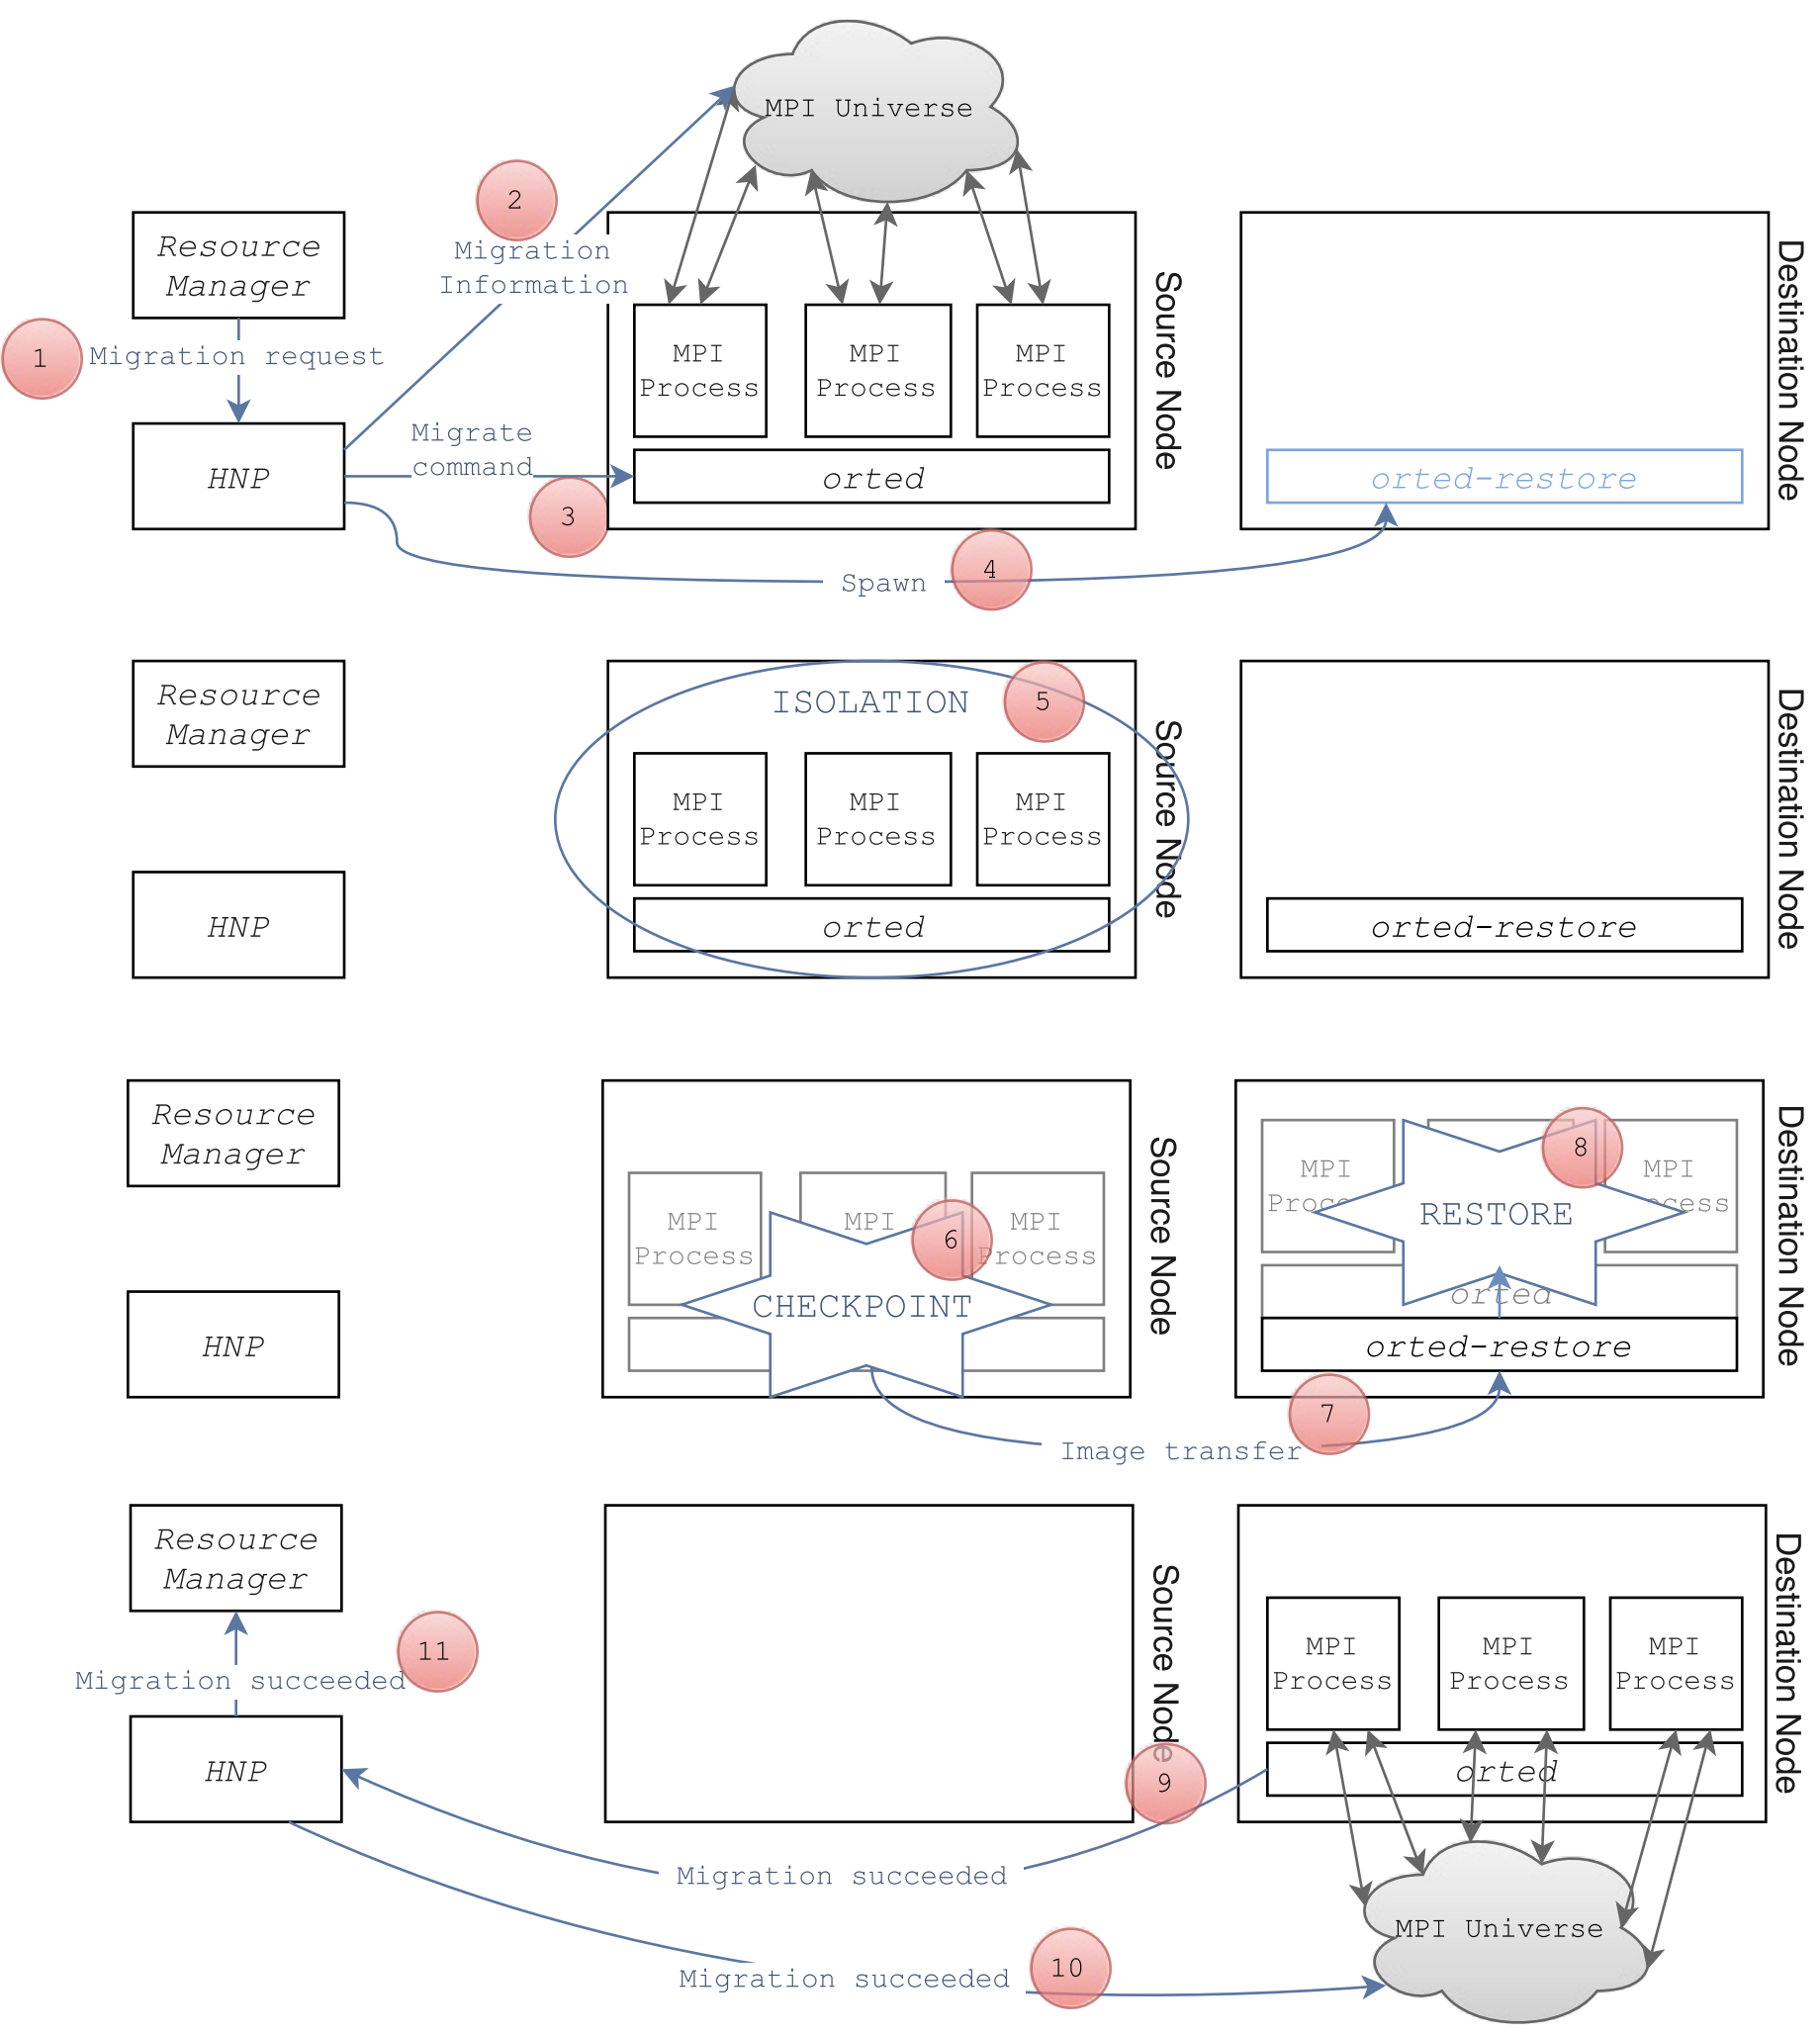 MPI Universe
2
Resource
Manager
Migration
Information
1
Migration request
MPI
Process
MPI
Process
MPI
Process
Source Node
Destination Node
HNP
Migrate
command
3
orted
orted-restore
Spawn
4
Resource
Manager
ISOLATION
5
MPI
Process
MPI
Process
MPI
Process
Source Node
Destination Node
HNP
orted
orted-restore
Resource
Manager
MPI
Process
MPI
6
MPI
Process
CHECKPOINT
Source Node
MPI
8
MPI
RESTORE
orted
orted-restore
Destination Node
HNP
7
Image transfer
Resource
Manager
11
Migration succeeded
HNP
Source Node
MPI
Process
MPI
Process
MPI
Process
Destination Node
orted
9
Migration succeeded
MPI Universe
10
Migration succeeded